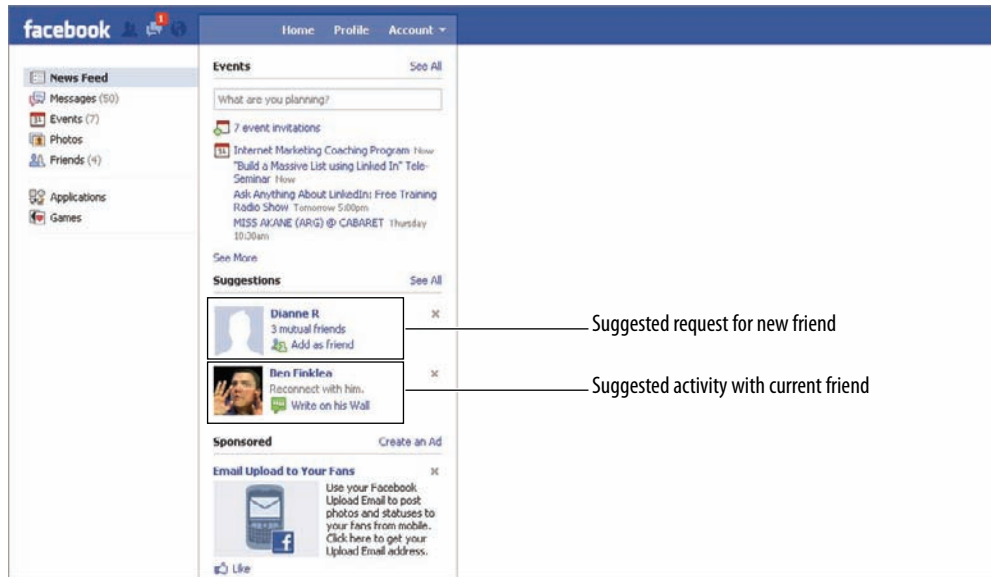 facebook
1
Home Profile Account
News Feed
Messages (50)
Events (7)
Photos
Friends (4)
Applications
Games
Events See All
What are you planning?
7 event invitations
31 Internet Marketing Coaching Program Now
"Build a Massive List using Linked In" Tele-
Seminar Now
Ask Anything About LinkedIn: Free Training
Radio Show Tomorrow 5:00pm
MISS AKANE (ARG) @ CABARET Thursday
10:30am
See More
Suggestions See All
Dianne R
3 mutual friends
Add as friend
Suggested request for new friend
Ben Finklea
Reconnect with him.
Write on his Wall
Suggested activity with current friend
Sponsored Create an Ad
Email Upload to Your Fans
Use your Facebook
Upload Email to post
photos and statuses to
your fans from mobile.
Click here to get your
Upload Email address.
f
Like